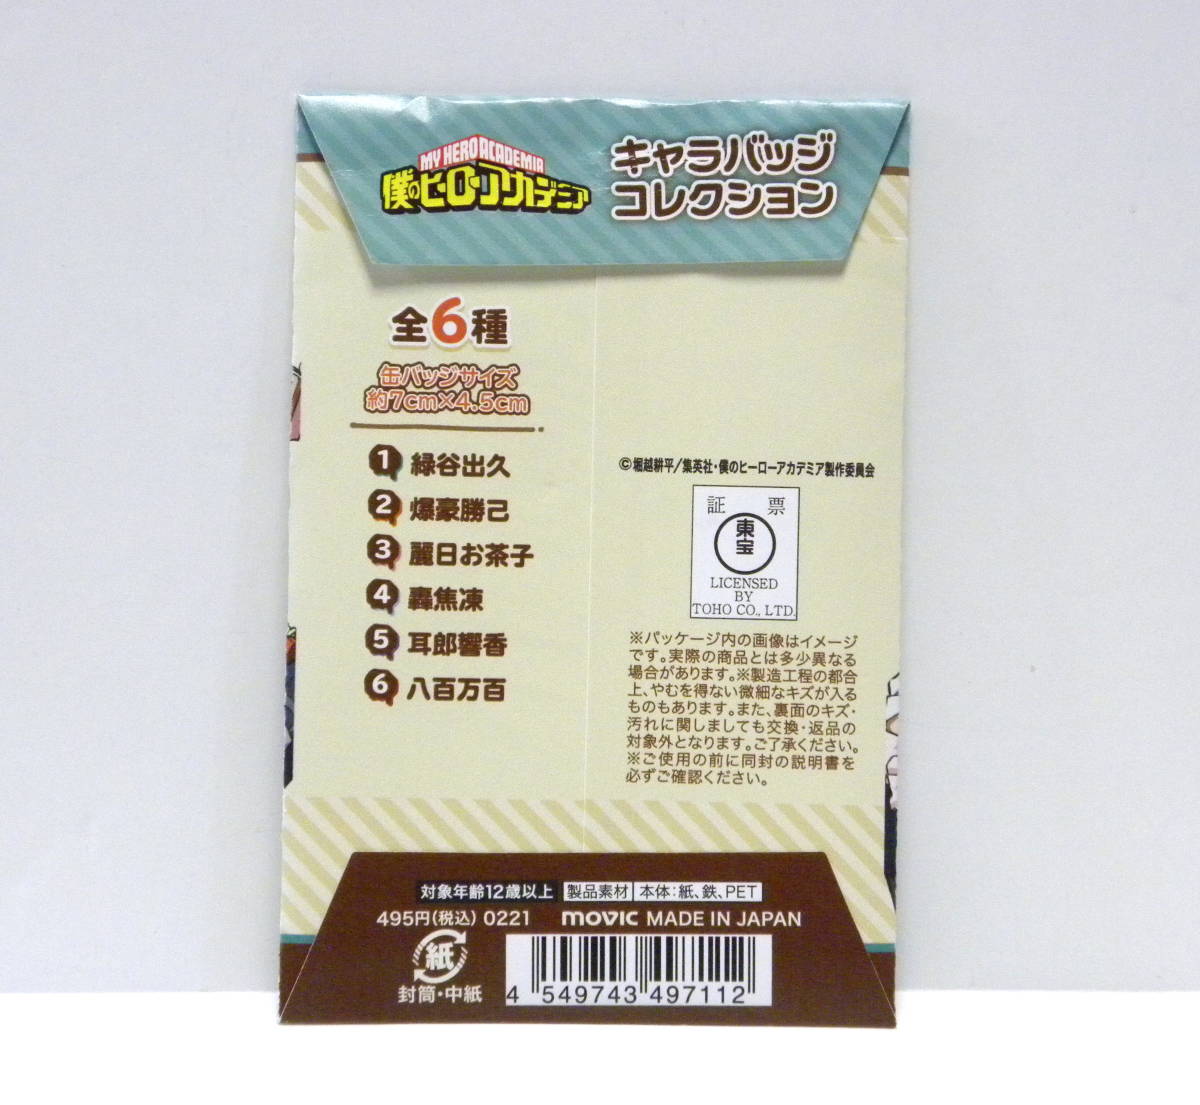 MY HERO ACADEMIA
僕のヒーローアカデミア
キャラバッジ
コレクション
全6種
缶バッジサイズ
約7cm×4.5cm
1 緑谷出久
2 爆豪勝己
3 麗日お茶子
4 轟焦凍
5 耳郎響香
6 八百万百
©堀越耕平/集英社・僕のヒーローアカデミア製作委員会
証 票
東宝
LICENSED
BY
TOHO CO., LTD.
※パッケージ内の画像はイメージ
です。実際の商品とは多少異なる
場合があります。※製造工程の都合
上、やむを得ない微細なキズが入る
ものもあります。また、裏面のキズ・
汚れに関しましても交換・返品の
対象外となります。ご了承ください。
※ご使用の前に同封の説明書を
必ずご確認ください。
対象年齢12歳以上 製品素材 本体:紙、鉄、PET
495円(税込) 0221 movic MADE IN JAPAN
紙
封筒・中紙
4 549743 497112